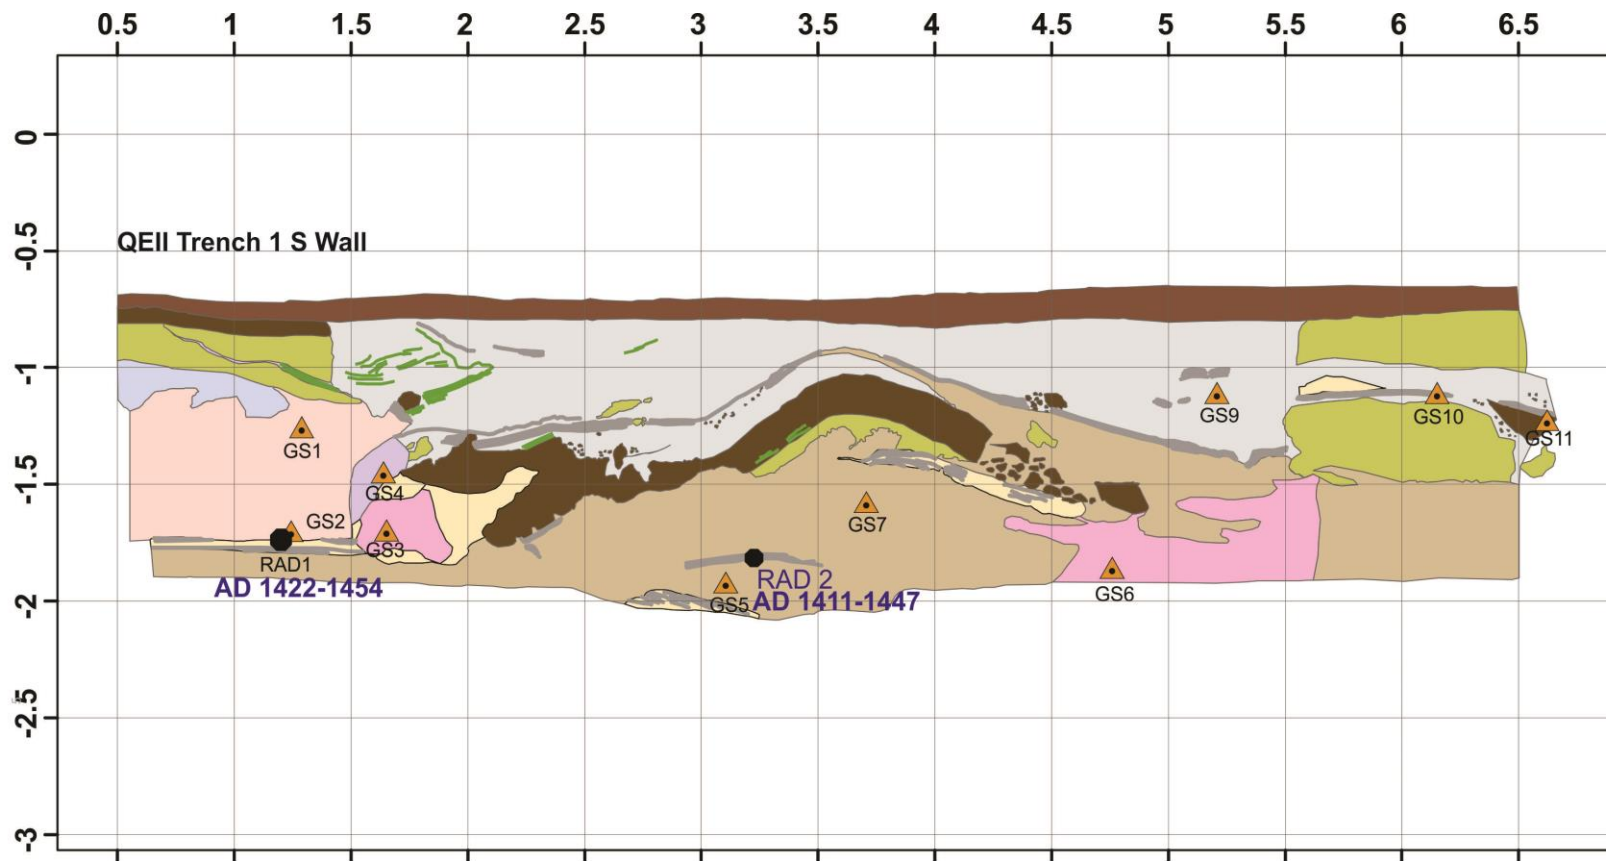 0.5 1 1.5 2 2.5 3 3.5 4 4.5 5 5.5 6 6.5
0
-0.5
QEII Trench 1 S Wall
-1
GS9
GS10
GS1
GS11
-1.5
GS4
GS2
GS7
GS3
RAD1
RAD 2
AD 1422-1454
GS6
-2
GS5
AD 1411-1447
-2.5
-3